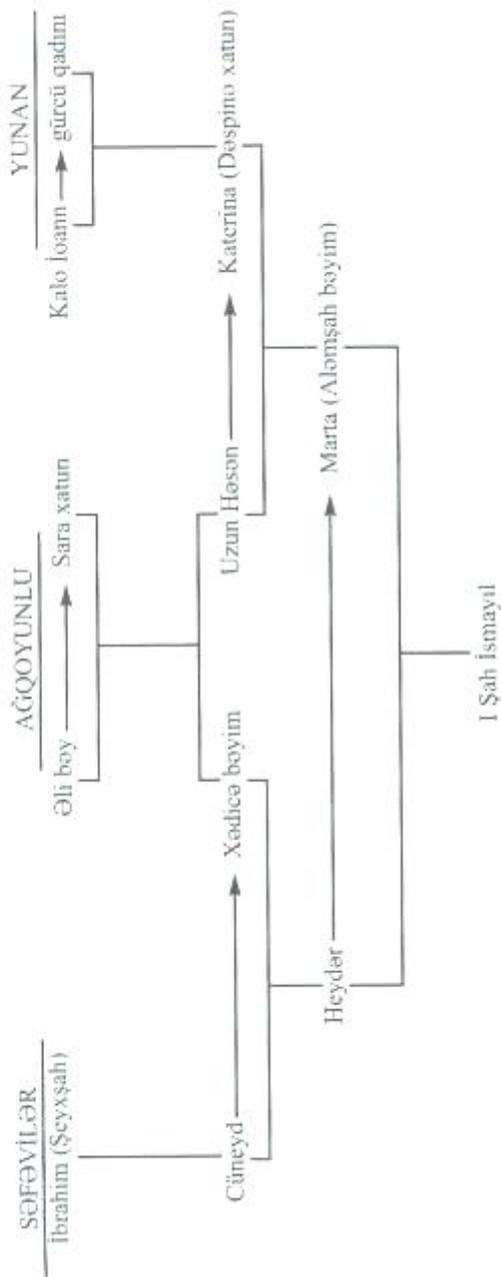 SƏFƏVİLƏR AĞQOYUNLU YUNAN
İbrahim (Şeyxşah) Əli bəy Sara xatun Kalo İoann gürcü qadını
Cüneyd Xədicə bəyim Uzun Həsən Katerina (Dəspinə xatun)
Heydər Marta (Aləmşah bəyim)
I Şah İsmayıl